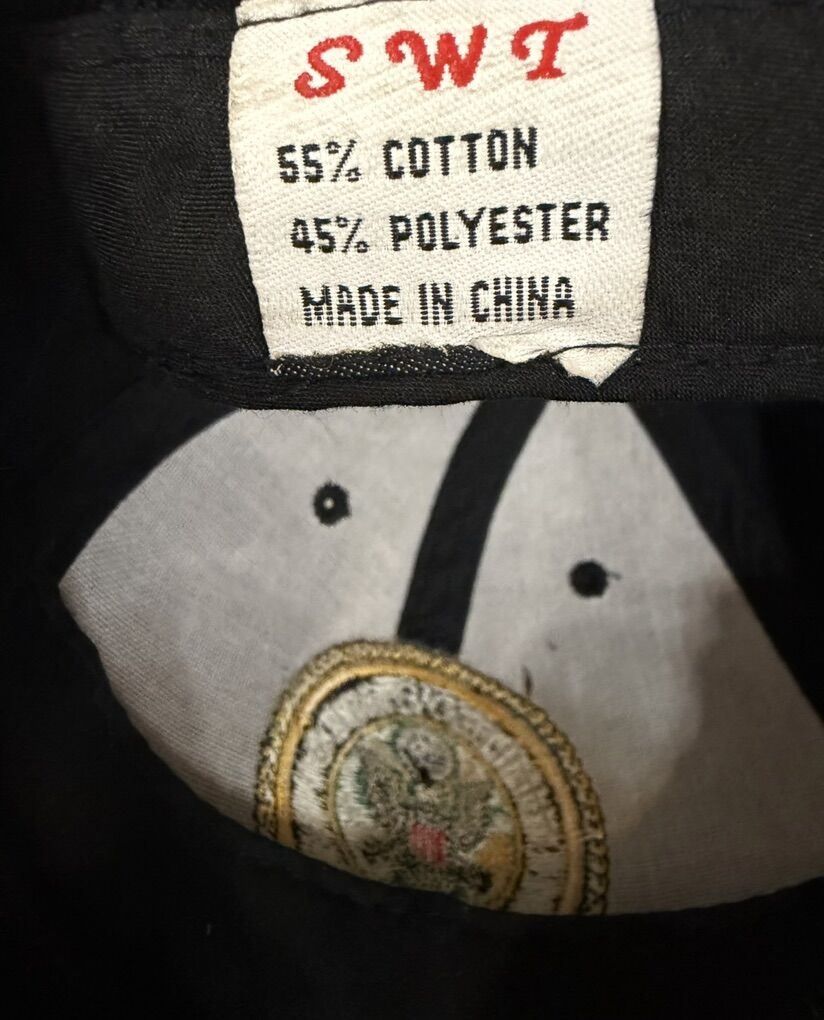 SWT
55% COTTON
45% POLYESTER
MADE IN CHINA